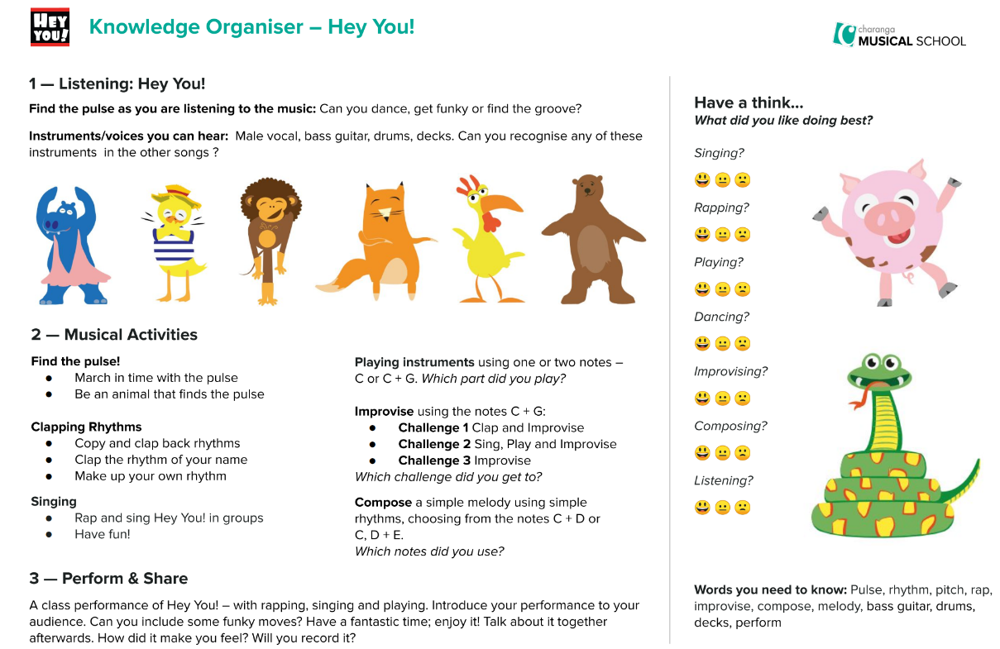 HEY
YOU!
Knowledge Organiser – Hey You!
charanga
MUSICAL SCHOOL
1 — Listening: Hey You!
Find the pulse as you are listening to the music: Can you dance, get funky or find the groove?
Instruments/voices you can hear:  Male vocal, bass guitar, drums, decks. Can you recognise any of these
instruments  in the other songs ?
2 — Musical Activities
Find the pulse!
● March in time with the pulse
● Be an animal that finds the pulse
Clapping Rhythms
● Copy and clap back rhythms
● Clap the rhythm of your name
● Make up your own rhythm
Singing
● Rap and sing Hey You! in groups
● Have fun!
Playing instruments using one or two notes –
C or C + G. Which part did you play?
Improvise using the notes C + G:
● Challenge 1 Clap and Improvise
● Challenge 2 Sing, Play and Improvise
● Challenge 3 Improvise
Which challenge did you get to?
Compose a simple melody using simple
rhythms, choosing from the notes C + D or
C, D + E.
Which notes did you use?
3 — Perform & Share
A class performance of Hey You! – with rapping, singing and playing. Introduce your performance to your
audience. Can you include some funky moves? Have a fantastic time; enjoy it! Talk about it together
afterwards. How did it make you feel? Will you record it?
Have a think...
What did you like doing best?
Singing?
Rapping?
Playing?
Dancing?
Improvising?
Composing?
Listening?
Words you need to know: Pulse, rhythm, pitch, rap,
improvise, compose, melody, bass guitar, drums,
decks, perform